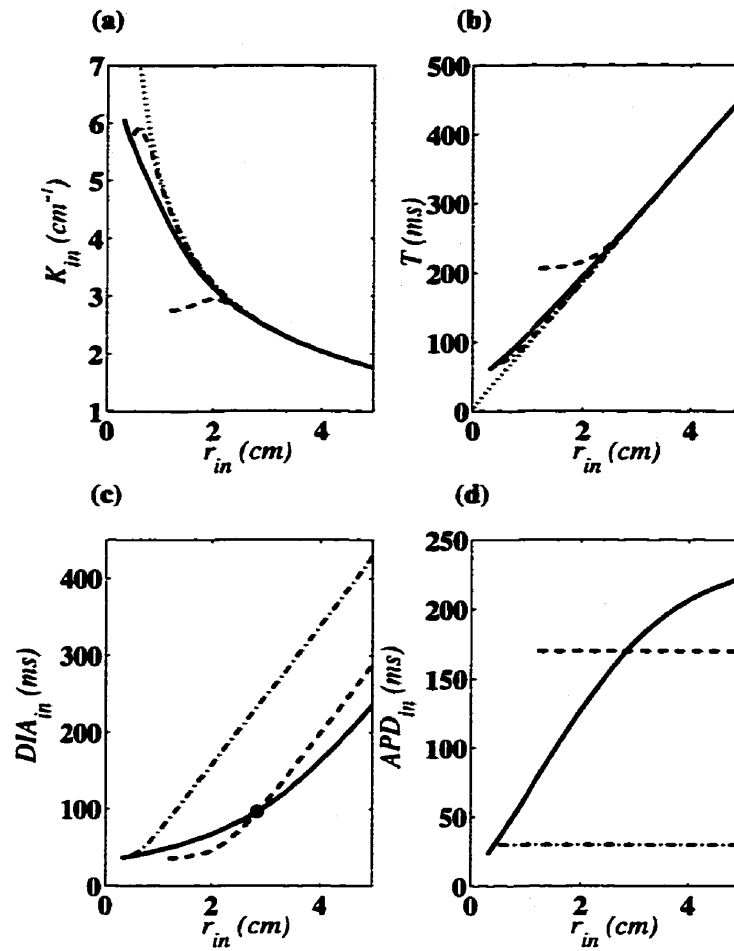 (a)
7
6
5
4
3
2
1
0 2 4
K_in (cm⁻¹)
r_in (cm)
(b)
500
400
300
200
100
0
0 2 4
T (ms)
r_in (cm)
(c)
400
300
200
100
0
0 2 4
DIA_in (ms)
r_in (cm)
(d)
250
200
150
100
50
0
0 2 4
APD_in (ms)
r_in (cm)